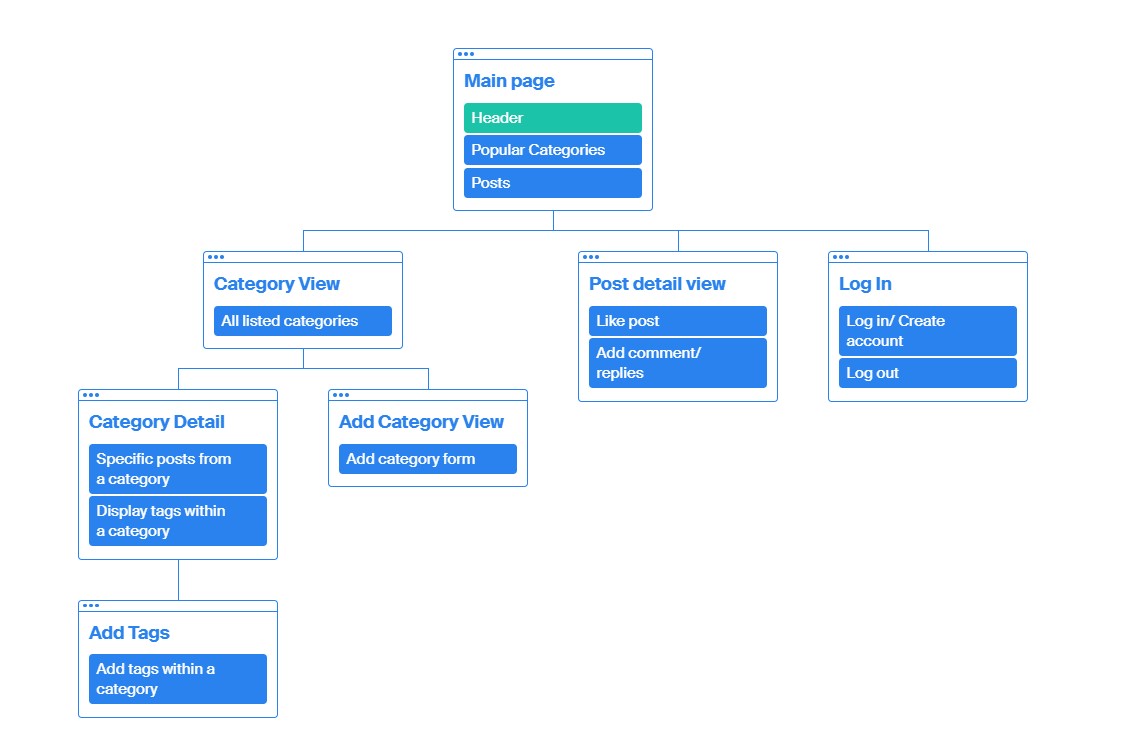 Main page
Header
Popular Categories
Posts
Category View
All listed categories
Post detail view
Like post
Add comment/
replies
Log In
Log in/ Create
account
Log out
Category Detail
Specific posts from
a category
Display tags within
a category
Add Category View
Add category form
Add Tags
Add tags within a
category